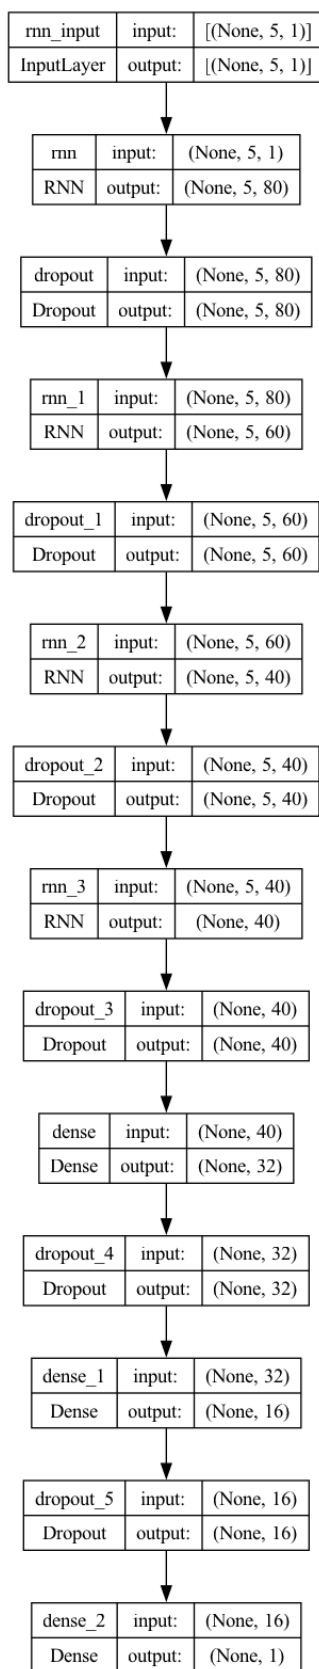 rnn_input input: [(None, 5, 1)]
InputLayer output: [(None, 5, 1)]
rnn input: (None, 5, 1)
RNN output: (None, 5, 80)
dropout input: (None, 5, 80)
Dropout output: (None, 5, 80)
rnn_1 input: (None, 5, 80)
RNN output: (None, 5, 60)
dropout_1 input: (None, 5, 60)
Dropout output: (None, 5, 60)
rnn_2 input: (None, 5, 60)
RNN output: (None, 5, 40)
dropout_2 input: (None, 5, 40)
Dropout output: (None, 5, 40)
rnn_3 input: (None, 5, 40)
RNN output: (None, 40)
dropout_3 input: (None, 40)
Dropout output: (None, 40)
dense input: (None, 40)
Dense output: (None, 32)
dropout_4 input: (None, 32)
Dropout output: (None, 32)
dense_1 input: (None, 32)
Dense output: (None, 16)
dropout_5 input: (None, 16)
Dropout output: (None, 16)
dense_2 input: (None, 16)
Dense output: (None, 1)